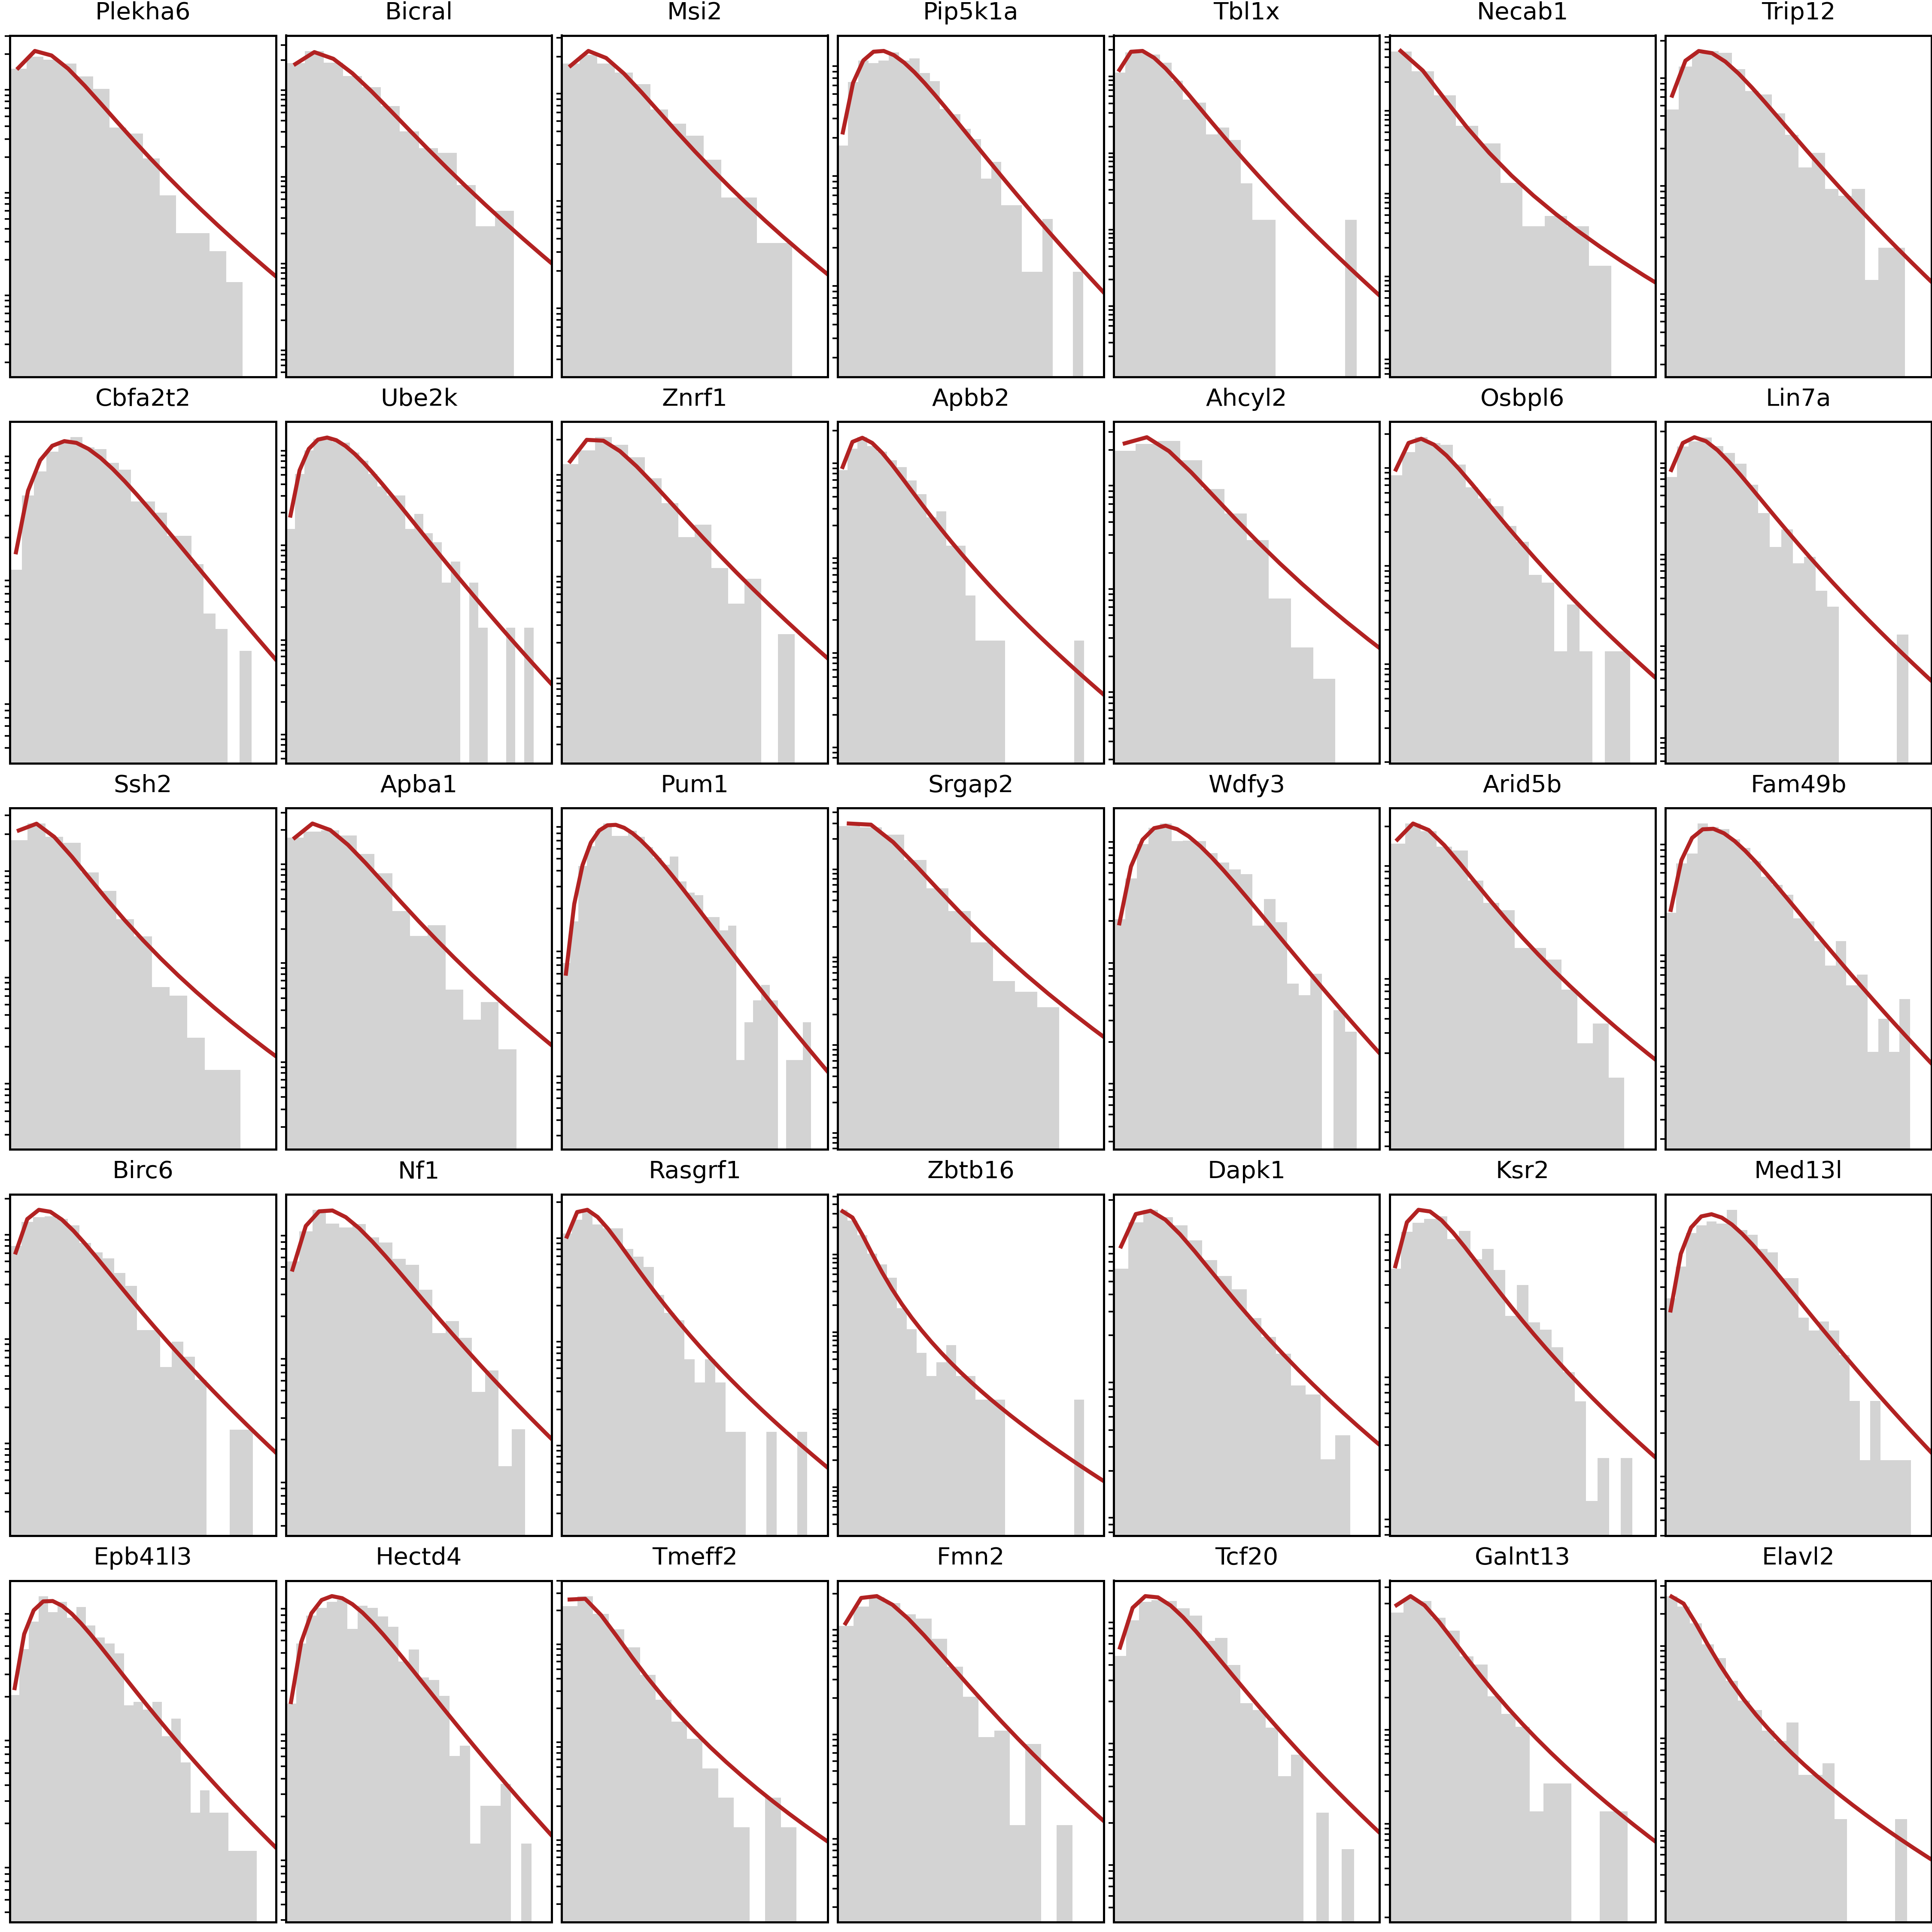 Plekha6 Bicral Msi2 Pip5k1a Tbl1x Necab1 Trip12
Cbfa2t2 Ube2k Znrf1 Apbb2 Ahcyl2 Osbpl6 Lin7a
Ssh2 Apba1 Pum1 Srgap2 Wdfy3 Arid5b Fam49b
Birc6 Nf1 Rasgrf1 Zbtb16 Dapk1 Ksr2 Med13l
Epb41l3 Hectd4 Tmeff2 Fmn2 Tcf20 Galnt13 Elavl2